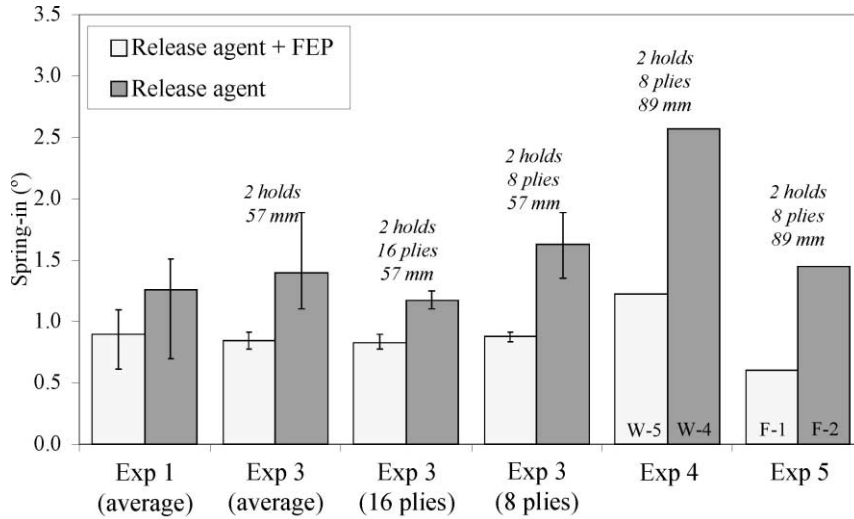 3.5
3.0
2.5
2.0
1.5
1.0
0.5
0.0
Spring-in (°)
Release agent + FEP
Release agent
2 holds
57 mm
2 holds
16 plies
57 mm
2 holds
8 plies
57 mm
2 holds
8 plies
89 mm
2 holds
8 plies
89 mm
W-5 W-4 F-1 F-2
Exp 1
(average)
Exp 3
(average)
Exp 3
(16 plies)
Exp 3
(8 plies)
Exp 4
Exp 5